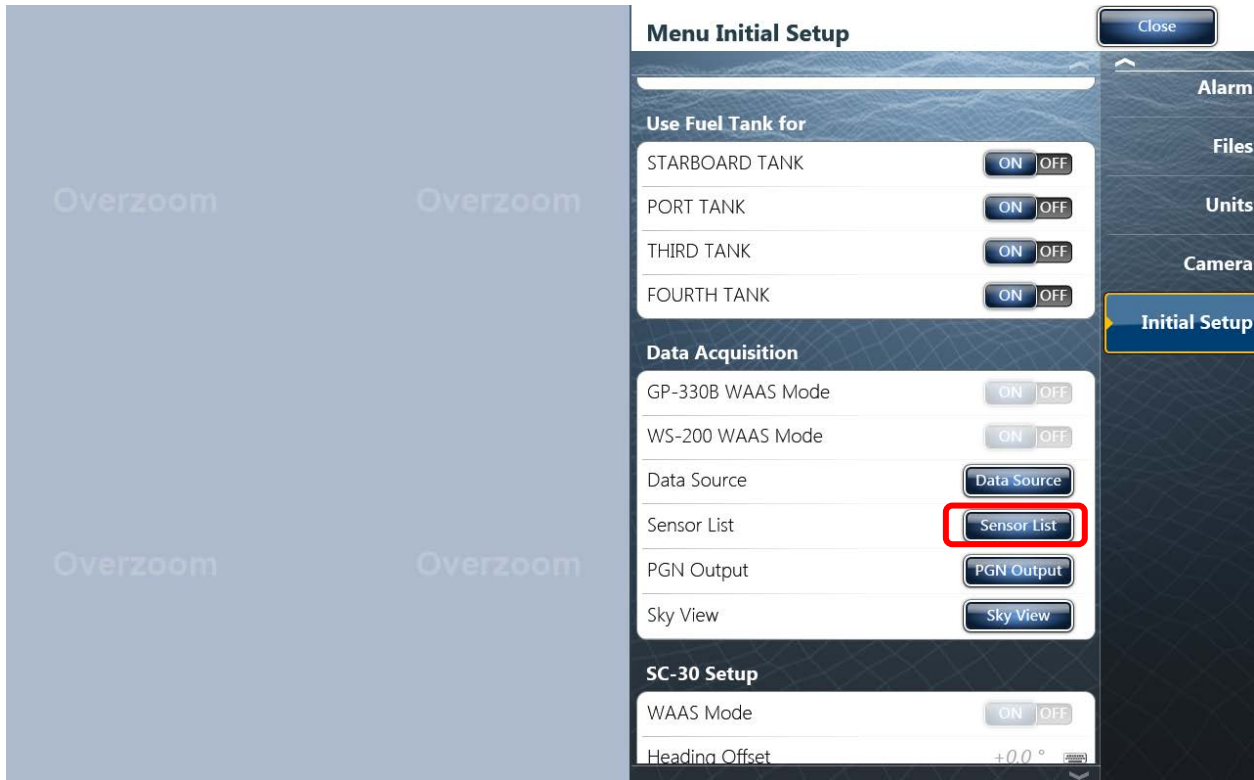 Menu Initial Setup
Close
Alarm
Files
Units
Camera
Initial Setup
Use Fuel Tank for
STARBOARD TANK ON OFF
PORT TANK ON OFF
THIRD TANK ON OFF
FOURTH TANK ON OFF
Data Acquisition
GP-330B WAAS Mode ON OFF
WS-200 WAAS Mode ON OFF
Data Source Data Source
Sensor List Sensor List
PGN Output PGN Output
Sky View Sky View
SC-30 Setup
WAAS Mode ON OFF
Heading Offset +0.0 °
Overzoom Overzoom
Overzoom Overzoom